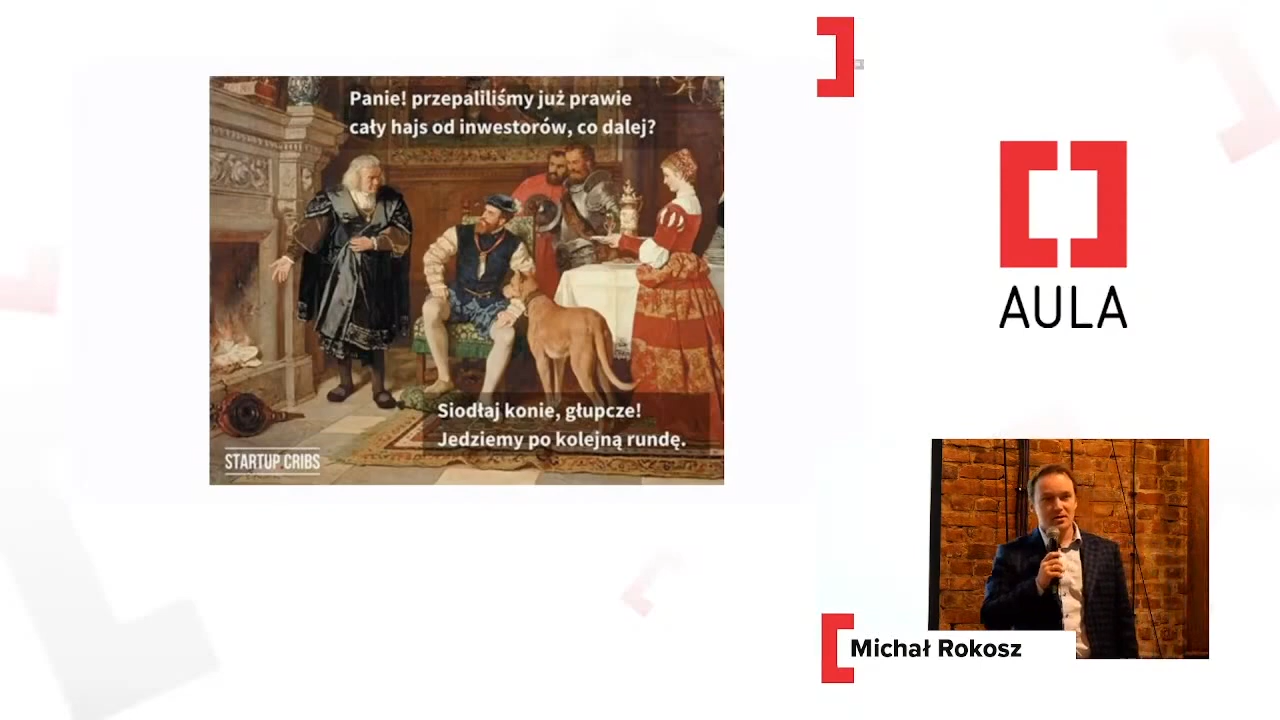 Panie! przepaliliśmy już prawie
cały hajs od inwestorów, co dalej?
Siodłaj konie, głupcze!
Jedziemy po kolejną rundę.
STARTUP CRIBS
AULA
Michał Rokosz